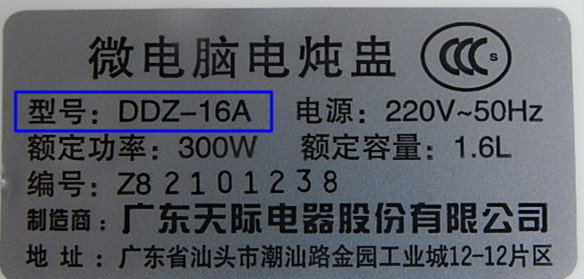 微电脑电炖盅 CCC S
型号：DDZ-16A 电源：220V~50Hz
额定功率：300W 额定容量：1.6L
编号：Z82101238
制造商：广东天际电器股份有限公司
地址：广东省汕头市潮汕路金园工业城12-12片区